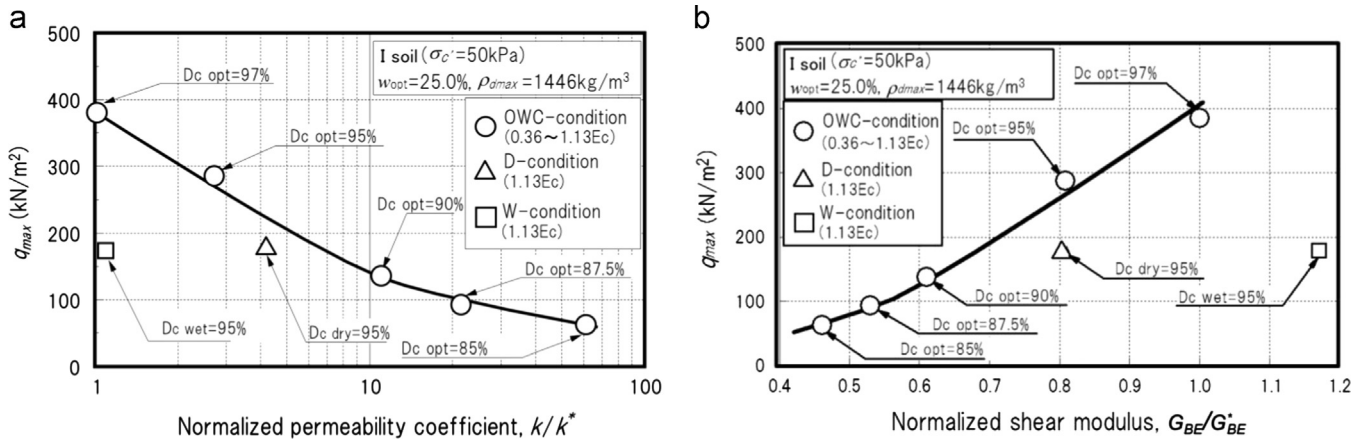 a
500
400
300
200
100
0
q_max (kN/m²)
1
10
100
Normalized permeability coefficient, k/k*
I soil (σc′=50kPa)
wopt=25.0%, ρdmax=1446kg/m³
OWC-condition
(0.36～1.13Ec)
D-condition
(1.13Ec)
W-condition
(1.13Ec)
Dc opt=97%
Dc opt=95%
Dc opt=90%
Dc opt=87.5%
Dc wet=95%
Dc dry=95%
Dc opt=85%
b
500
400
300
200
100
0
qmax (kN/m²)
0.4
0.5
0.6
0.7
0.8
0.9
1.0
1.1
1.2
Normalized shear modulus, GBE/G*BE
I soil (σc′=50kPa)
wopt=25.0%, ρdmax=1446kg/m³
OWC-condition
(0.36～1.13Ec)
D-condition
(1.13Ec)
W-condition
(1.13Ec)
Dc opt=97%
Dc opt=95%
Dc dry=95%
Dc wet=95%
Dc opt=90%
Dc opt=87.5%
Dc opt=85%